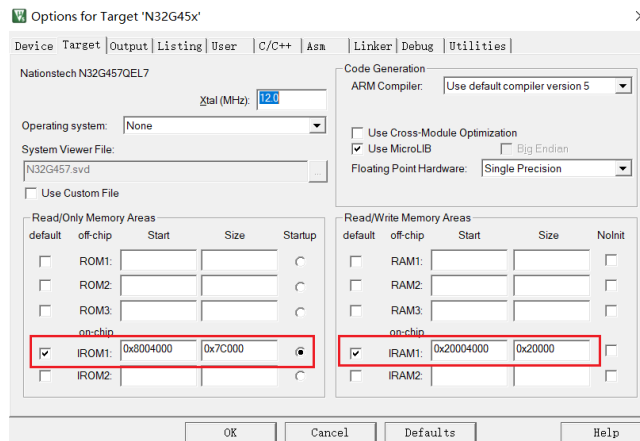 Options for Target 'N32G45x'
Device Target Output Listing User C/C++ Asm Linker Debug Utilities
Nationstech N32G457QEL7
Xtal (MHz): 12.0
Operating system: None
System Viewer File:
N32G457.svd
...
Use Custom File
Code Generation
ARM Compiler: Use default compiler version 5
Use Cross-Module Optimization
Use MicroLIB Big Endian
Floating Point Hardware: Single Precision
Read/Only Memory Areas
default off-chip Start Size Startup
ROM1:
ROM2:
ROM3:
on-chip
IROM1: 0x8004000 0x7C000
IROM2:
Read/Write Memory Areas
default off-chip Start Size NoInit
RAM1:
RAM2:
RAM3:
on-chip
IRAM1: 0x20004000 0x20000
IRAM2:
OK Cancel Defaults Help